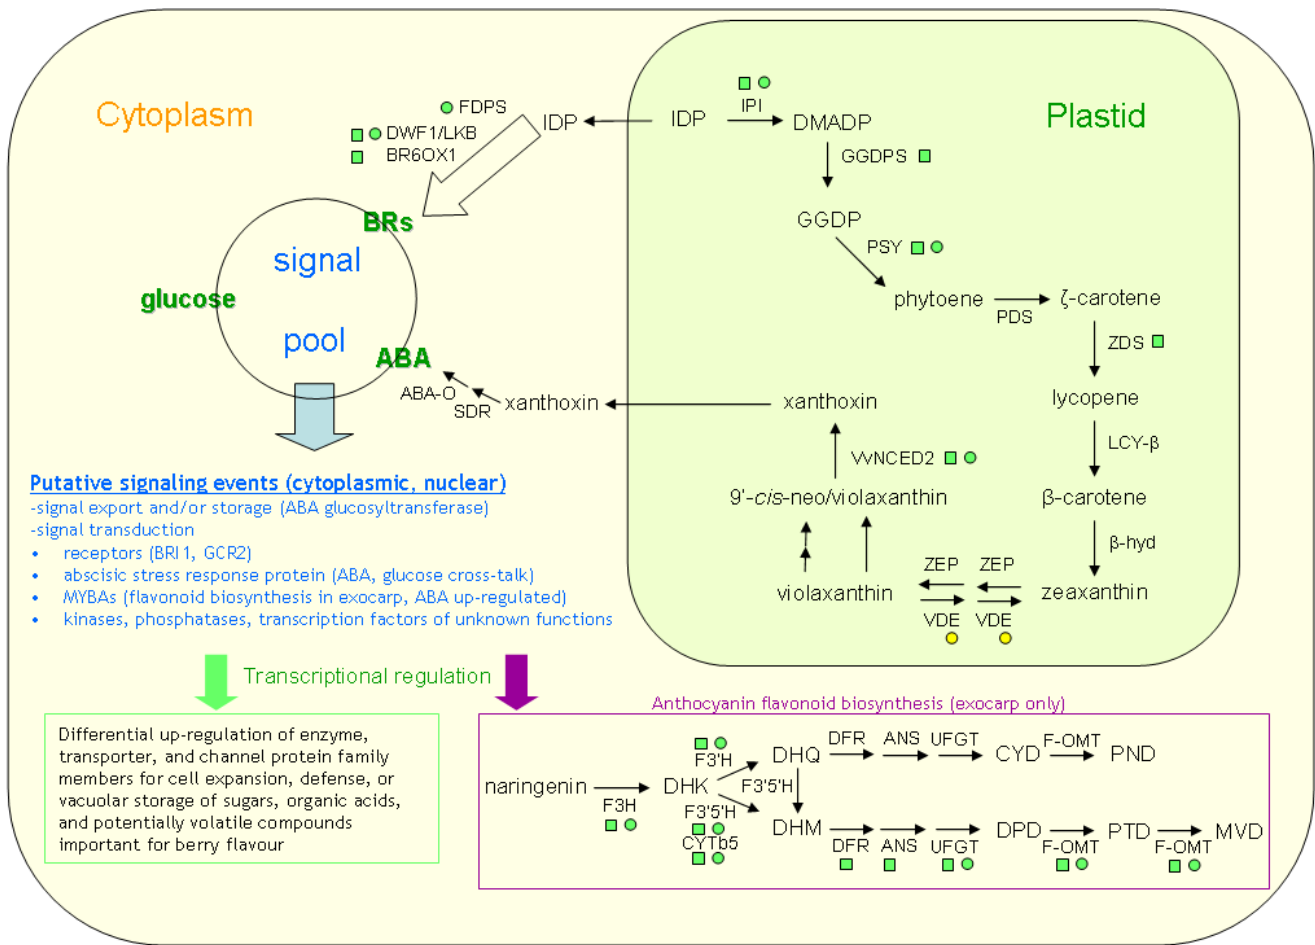 Cytoplasm
Plastid
FDPS
DWF1/LKB
BR6OX1
IDP
IDP
IPI
DMADP
GGDPS
GGDP
PSY
phytoene
PDS
ζ-carotene
ZDS
lycopene
LCY-β
β-carotene
β-hyd
zeaxanthin
ZEP
ZEP
VDE
VDE
violaxanthin
9'-cis-neo/violaxanthin
VvNCED2
xanthoxin
xanthoxin
SDR
ABA-O
BRs
signal
glucose
pool
ABA
Putative signaling events (cytoplasmic, nuclear)
-signal export and/or storage (ABA glucosyltransferase)
-signal transduction
• receptors (BRI1, GCR2)
• abscisic stress response protein (ABA, glucose cross-talk)
• MYBAs (flavonoid biosynthesis in exocarp, ABA up-regulated)
• kinases, phosphatases, transcription factors of unknown functions
Transcriptional regulation
Differential up-regulation of enzyme,
transporter, and channel protein family
members for cell expansion, defense, or
vacuolar storage of sugars, organic acids,
and potentially volatile compounds
important for berry flavour
Anthocyanin flavonoid biosynthesis (exocarp only)
naringenin
F3H
DHK
F3'H
F3'5'H
CYTb5
DHQ
F3'5'H
DHM
DFR
ANS
UFGT
CYD
F-OMT
PND
DFR
ANS
UFGT
DPD
F-OMT
PTD
F-OMT
MVD